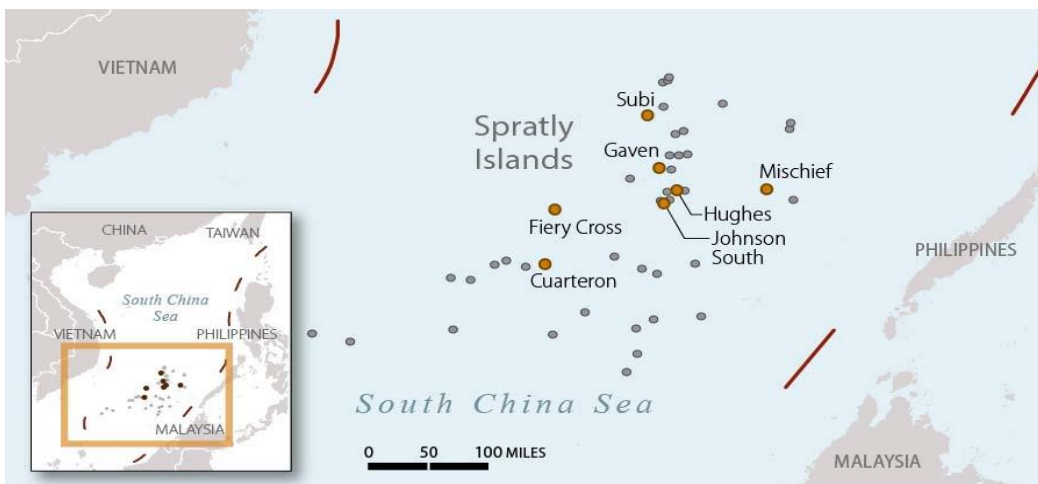 VIETNAM
Subi
Spratly
Islands
Gaven
Mischief
Hughes
Fiery Cross
Johnson
South
PHILIPPINES
Cuarteron
CHINA
TAIWAN
South China
Sea
VIETNAM
PHILIPPINES
MALAYSIA
South China Sea
0 50 100 MILES
MALAYSIA